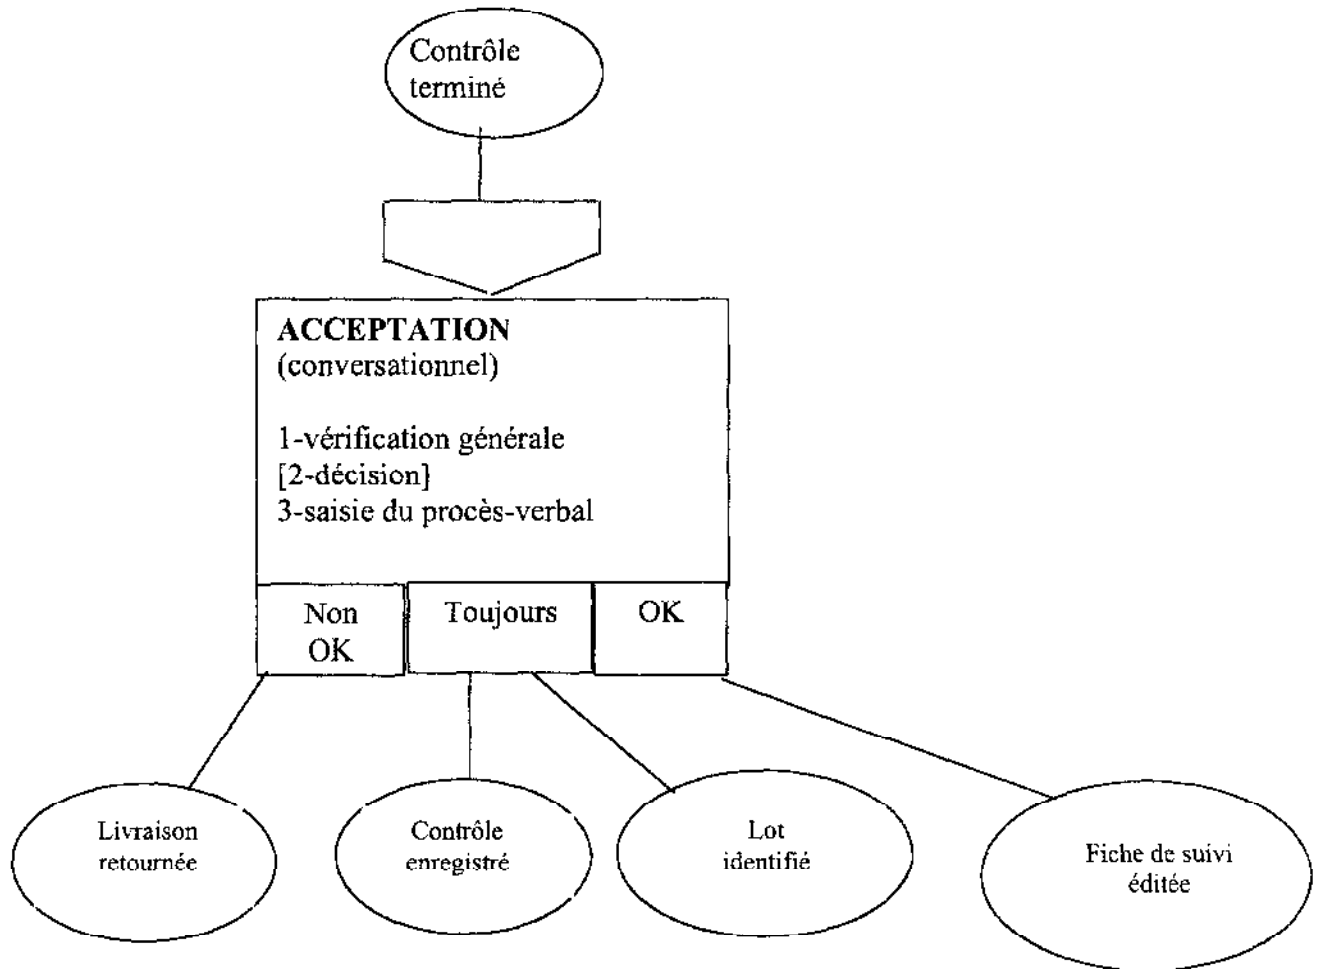 Contrôle
terminé
ACCEPTATION
(conversationnel)
1-vérification générale
[2-décision]
3-saisie du procès-verbal
Non
OK
Toujours
OK
Livraison
retournée
Contrôle
enregistré
Lot
identifié
Fiche de suivi
éditée